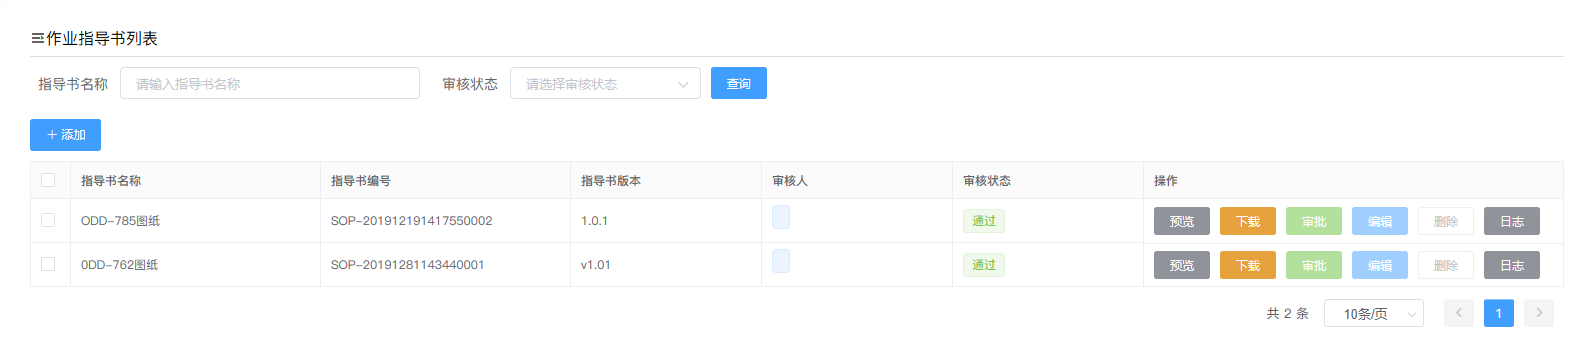 作业指导书列表
指导书名称 请输入指导书名称 审核状态 请选择审核状态 查询
+ 添加
指导书名称 指导书编号 指导书版本 审核人 审核状态 操作
ODD-785图纸 SOP-201912191417550002 1.0.1 通过 预览 下载 审批 编辑 删除 日志
0DD-762图纸 SOP-20191281143440001 v1.01 通过 预览 下载 审批 编辑 删除 日志
共 2 条 10条/页 < 1 >